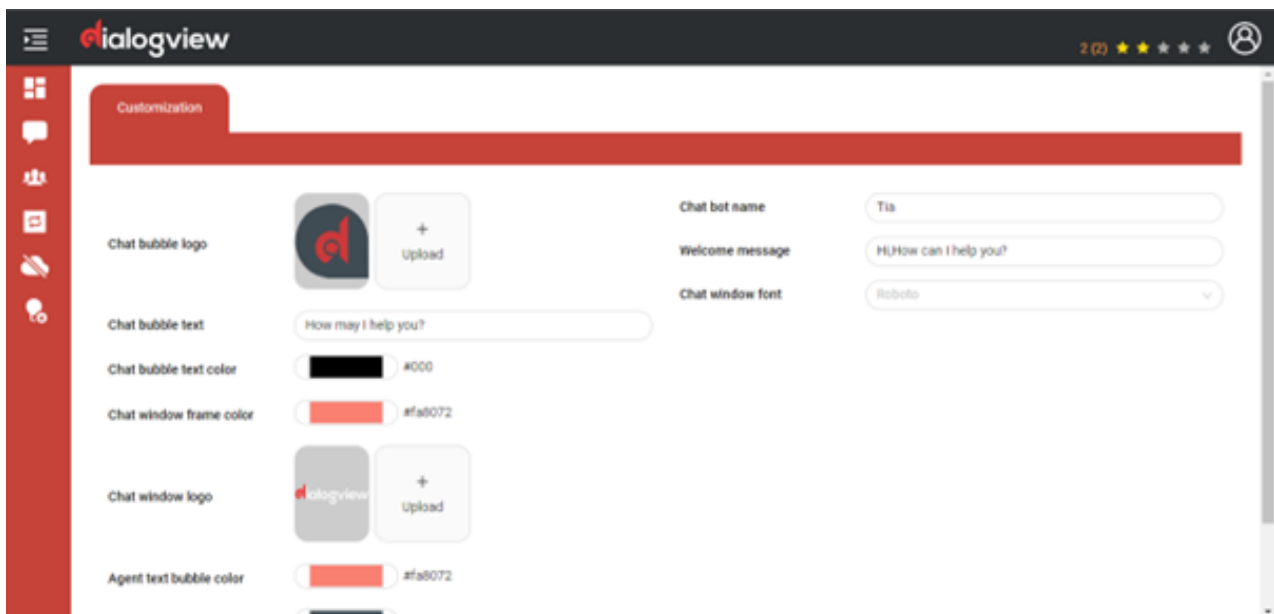 dialogview
2 (2)
Customization
Chat bubble logo
+
Upload
Chat bubble text
How may I help you?
Chat bubble text color
#000
Chat window frame color
#fa8072
Chat window logo
dialogview
+
Upload
Agent text bubble color
#fa8072
Chat bot name
Tia
Welcome message
Hi,How can I help you?
Chat window font
Roboto